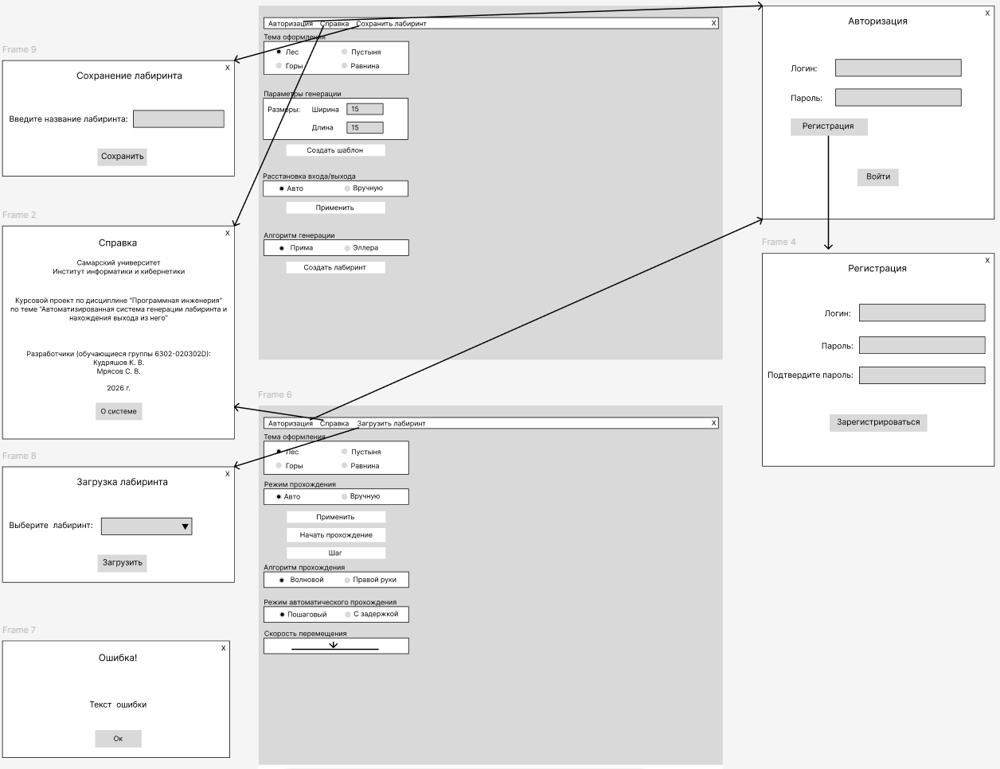 Frame 9
X
Сохранение лабиринта
Введите название лабиринта:
Сохранить
Frame 2
X
Справка
Самарский университет
Институт информатики и кибернетики
Курсовой проект по дисциплине "Программная инженерия"
по теме "Автоматизированная система генерации лабиринта и
нахождения выхода из него"
Разработчики (обучающиеся группы 6302-020302D):
Кудряшов К. В.
Мрясов С. В.
2026 г.
О системе
Frame 8
X
Загрузка лабиринта
Выберите лабиринт:
Загрузить
Frame 7
X
Ошибка!
Текст ошибки
Ок
Авторизация Справка Сохранить лабиринт X
Тема оформления
Лес Пустыня
Горы Равнина
Параметры генерации
Размеры: Ширина 15
Длина 15
Создать шаблон
Расстановка входа/выхода
Авто Вручную
Применить
Алгоритм генерации
Прима Эллера
Создать лабиринт
Frame 6
Авторизация Справка Загрузить лабиринт X
Тема оформления
Лес Пустыня
Горы Равнина
Режим прохождения
Авто Вручную
Применить
Начать прохождение
Шаг
Алгоритм прохождения
Волновой Правой руки
Режим автоматического прохождения
Пошаговый С задержкой
Скорость перемещения
X
Авторизация
Логин:
Пароль:
Регистрация
Войти
Frame 4
X
Регистрация
Логин:
Пароль:
Подтвердите пароль:
Зарегистрироваться